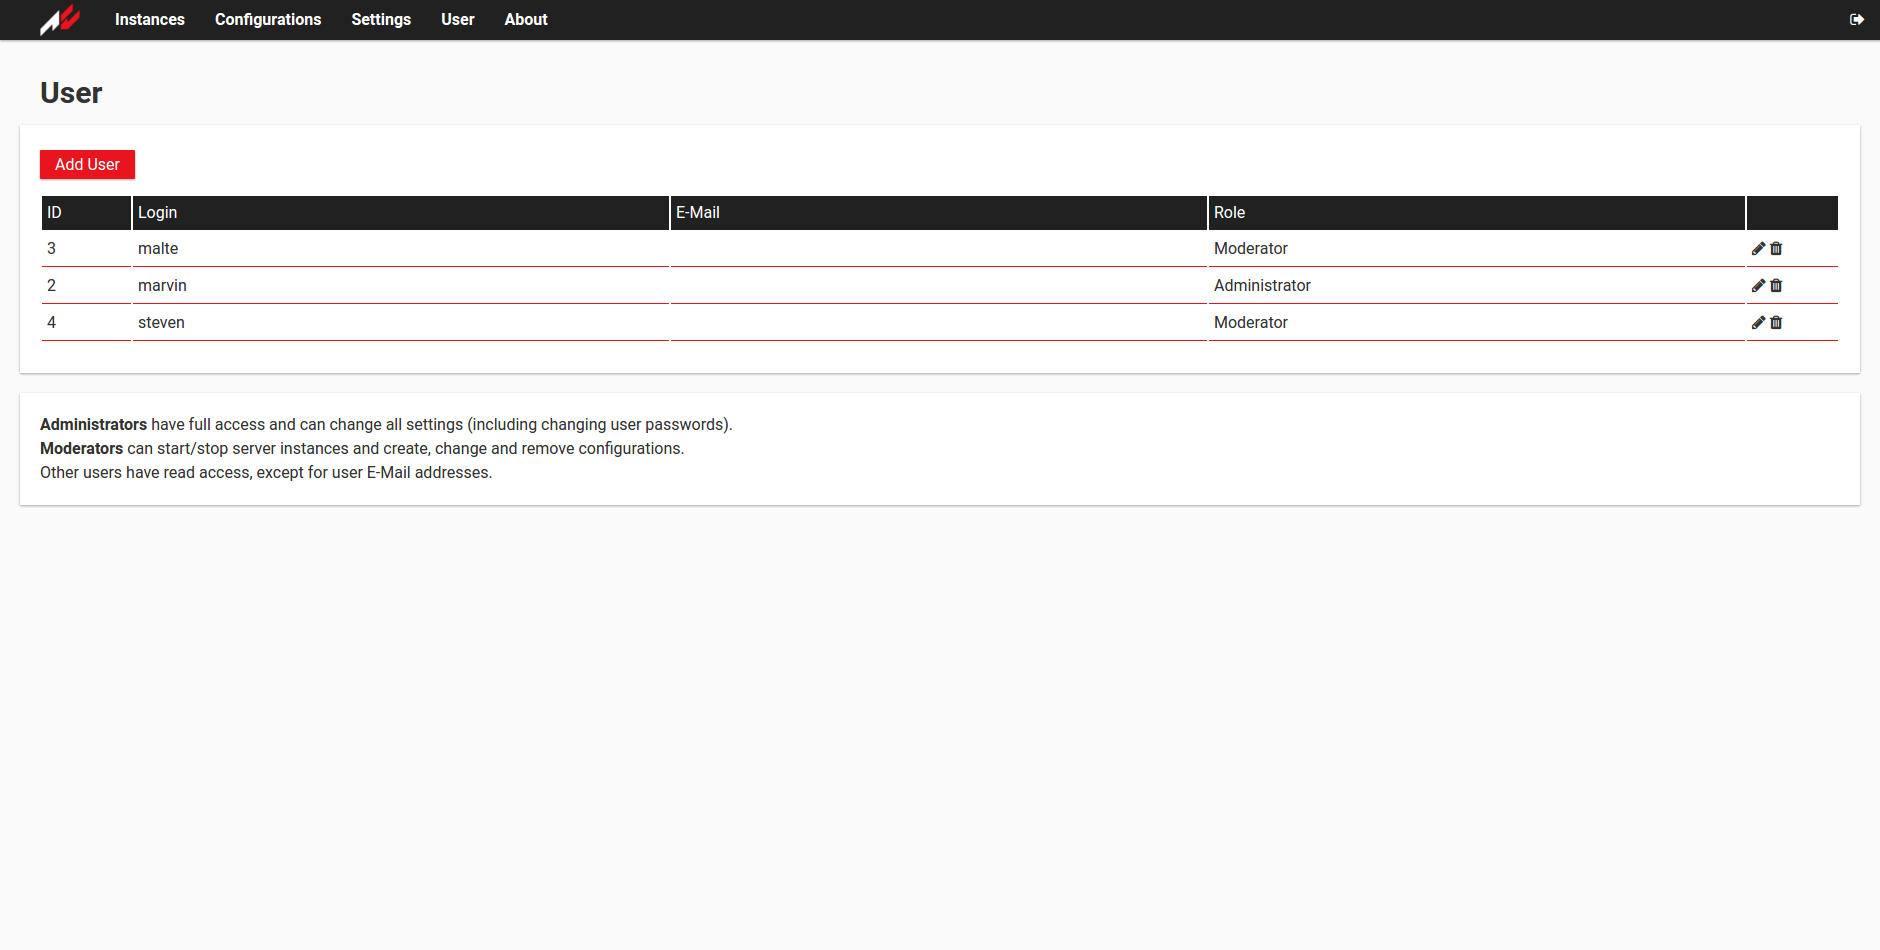 Instances Configurations Settings User About
User
Add User
ID Login E-Mail Role
3 malte Moderator
2 marvin Administrator
4 steven Moderator
Administrators have full access and can change all settings (including changing user passwords).
Moderators can start/stop server instances and create, change and remove configurations.
Other users have read access, except for user E-Mail addresses.